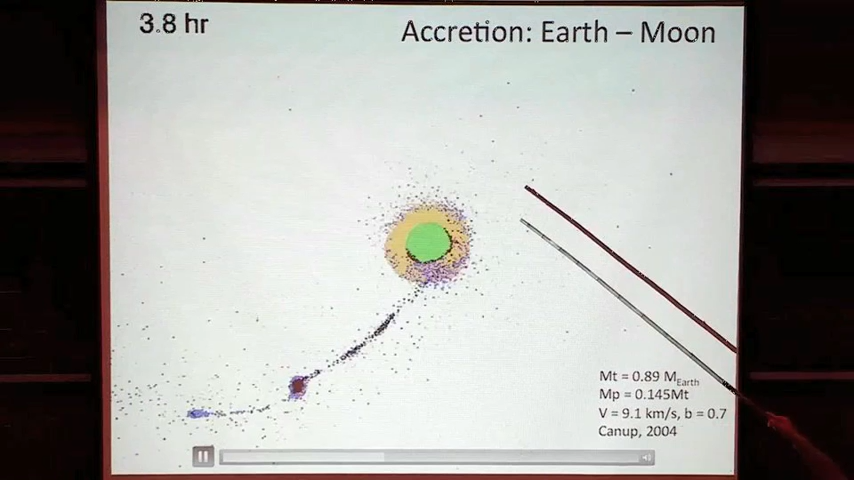 3.8 hr
Accretion: Earth – Moon
Mt = 0.89 MEarth
Mp = 0.145Mt
V = 9.1 km/s, b = 0.7
Canup, 2004